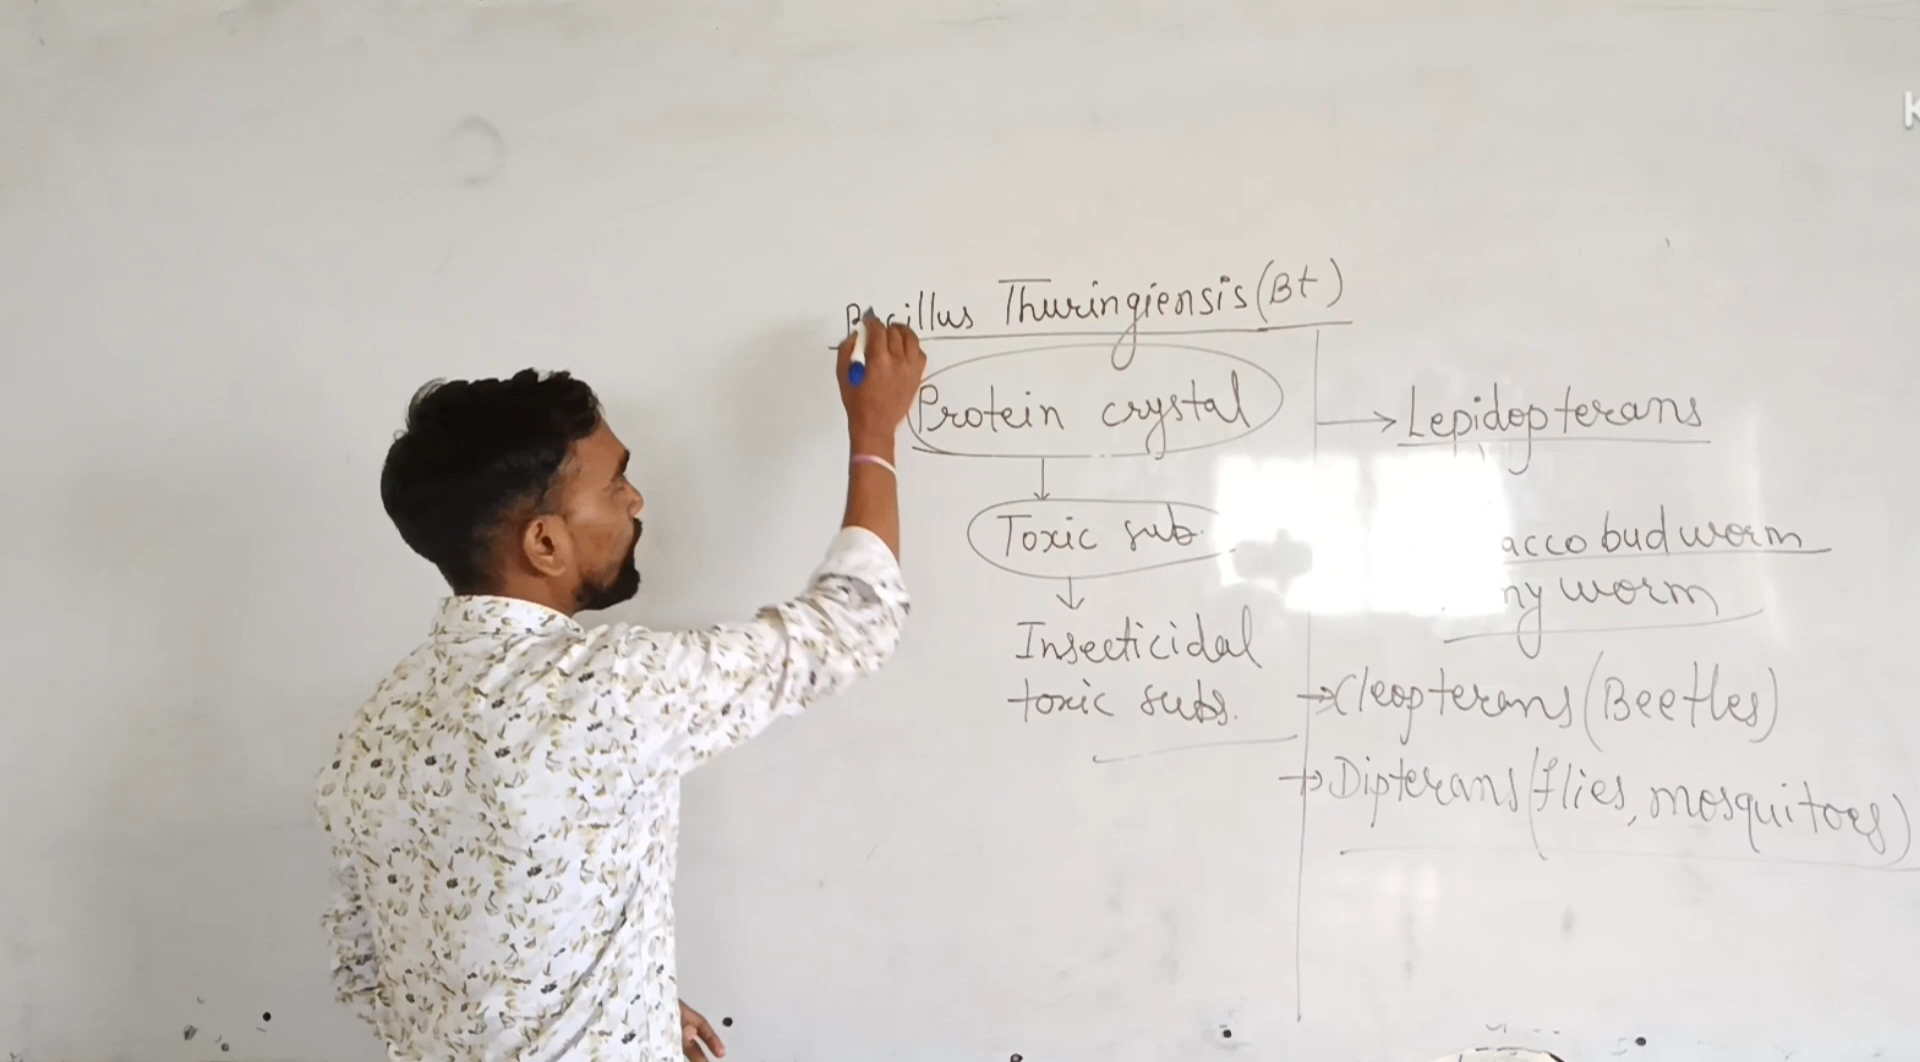 Bacillus Thuringiensis (Bt)
Protein crystal
Toxic sub.
Insecticidal
toxic subs.
Lepidopterans
acco bud worm
ny worm
Cleopterans (Beetles)
Dipterans (flies, mosquitoes)
K